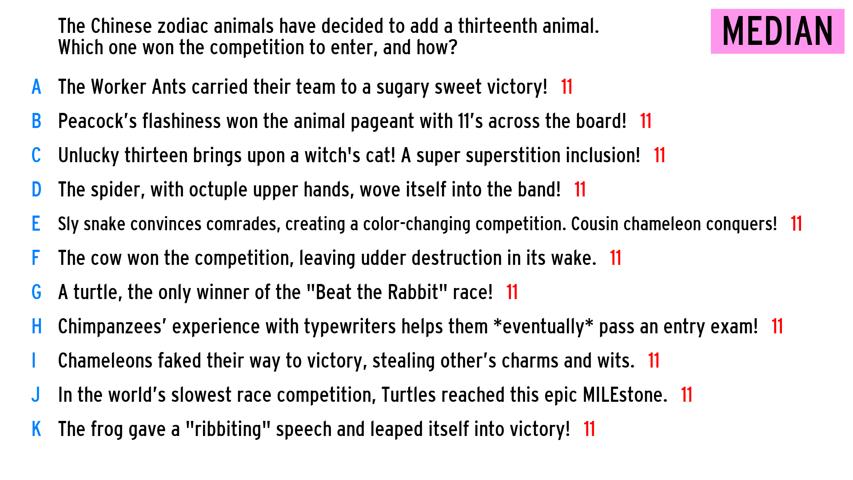 The Chinese zodiac animals have decided to add a thirteenth animal.
Which one won the competition to enter, and how?
MEDIAN
A The Worker Ants carried their team to a sugary sweet victory! 11
B Peacock's flashiness won the animal pageant with 11's across the board! 11
C Unlucky thirteen brings upon a witch's cat! A super superstition inclusion! 11
D The spider, with octuple upper hands, wove itself into the band! 11
E Sly snake convinces comrades, creating a color-changing competition. Cousin chameleon conquers! 11
F The cow won the competition, leaving udder destruction in its wake. 11
G A turtle, the only winner of the "Beat the Rabbit" race! 11
H Chimpanzees' experience with typewriters helps them *eventually* pass an entry exam! 11
I Chameleons faked their way to victory, stealing other's charms and wits. 11
J In the world's slowest race competition, Turtles reached this epic MILEstone. 11
K The frog gave a "ribbiting" speech and leaped itself into victory! 11